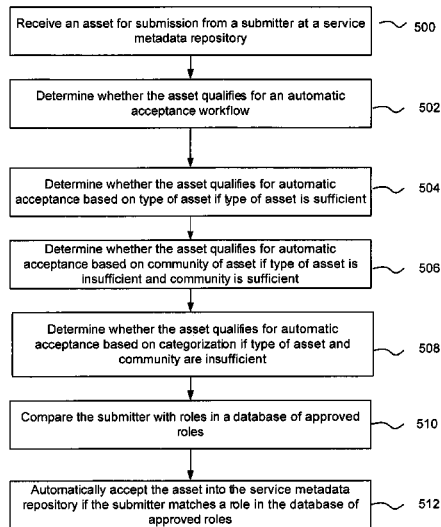 Receive an asset for submission from a submitter at a service
metadata repository
500
Determine whether the asset qualifies for an automatic
acceptance workflow
502
Determine whether the asset qualifies for automatic
acceptance based on type of asset if type of asset is sufficient
504
Determine whether the asset qualifies for automatic
acceptance based on community of asset if type of asset is
insufficient and community is sufficient
506
Determine whether the asset qualifies for automatic
acceptance based on categorization if type of asset and
community are insufficient
508
Compare the submitter with roles in a database of approved
roles
510
Automatically accept the asset into the service metadata
repository if the submitter matches a role in the database of
approved roles
512